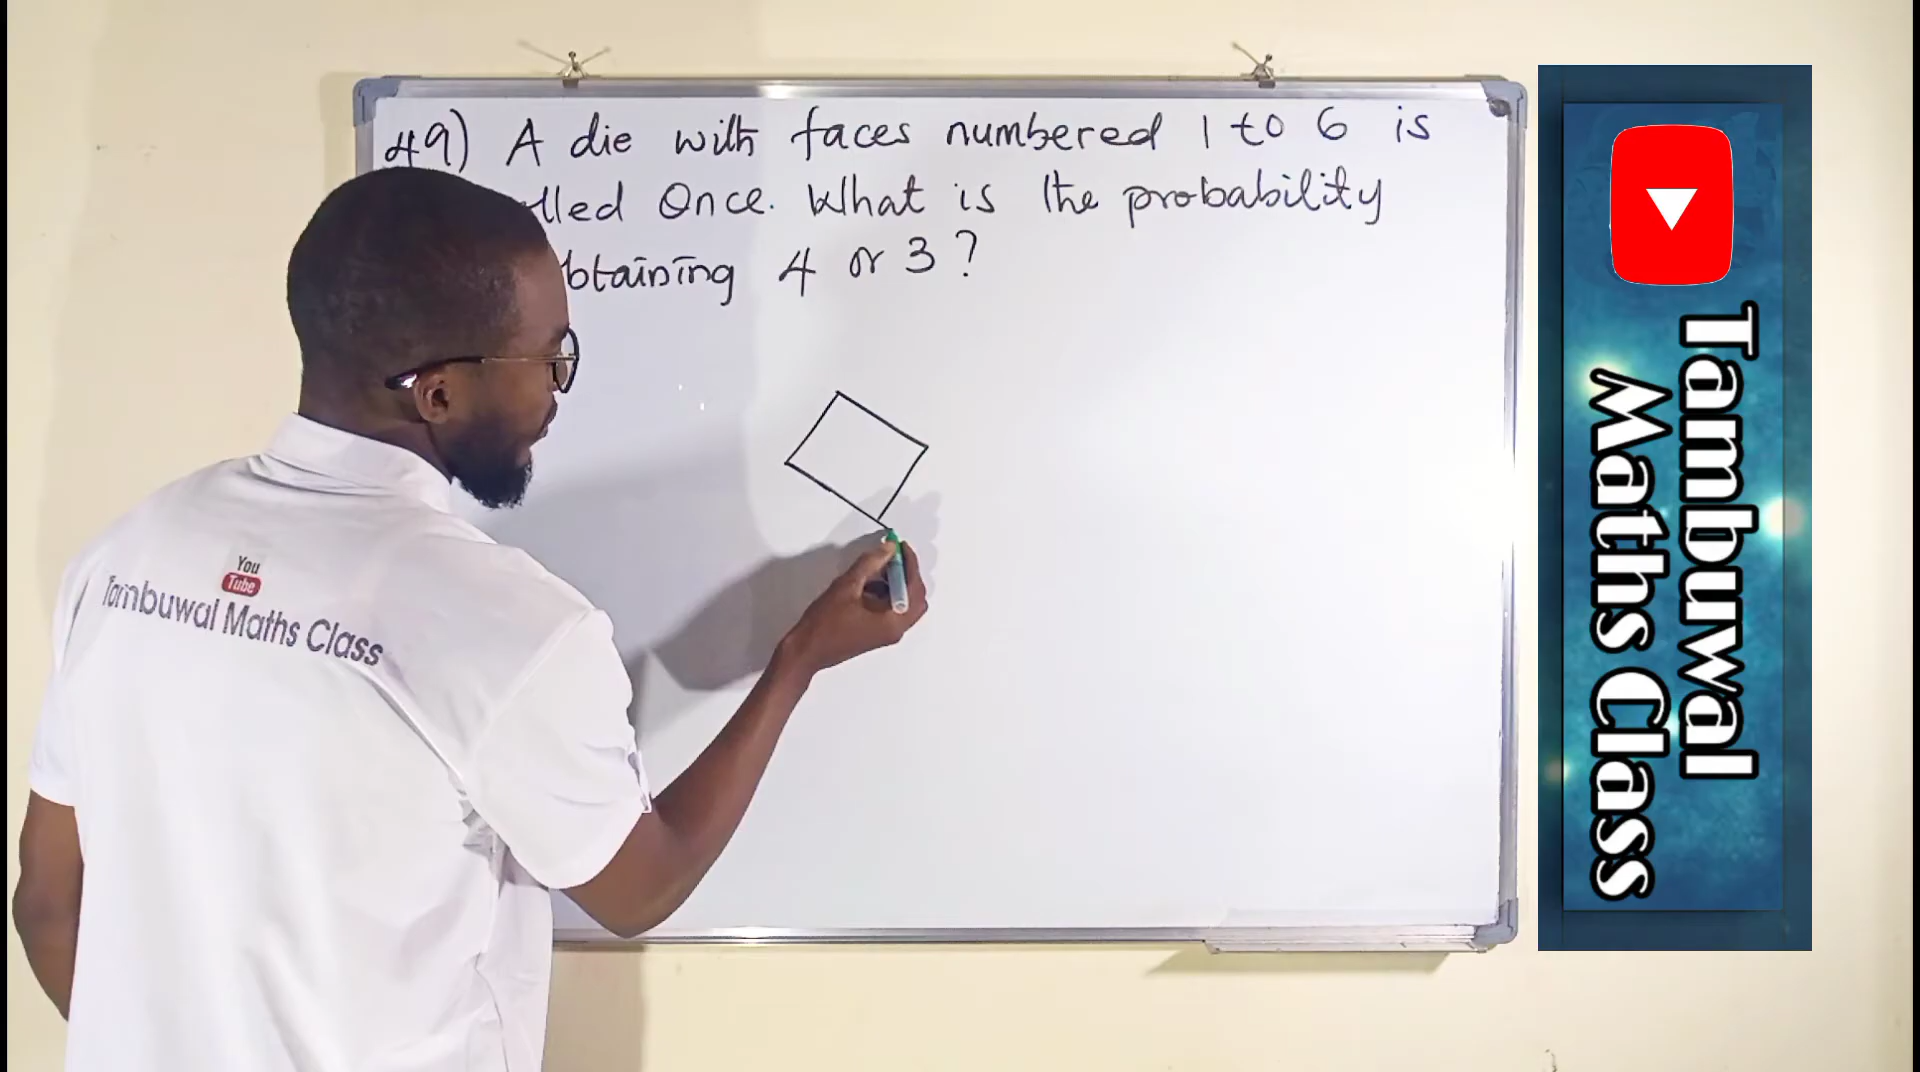 49) A die with faces numbered 1 to 6 is
lled Once. What is the probability
btaining 4 or 3?
You
Tube
Tambuwal Maths Class
Tambuwal
Maths Class